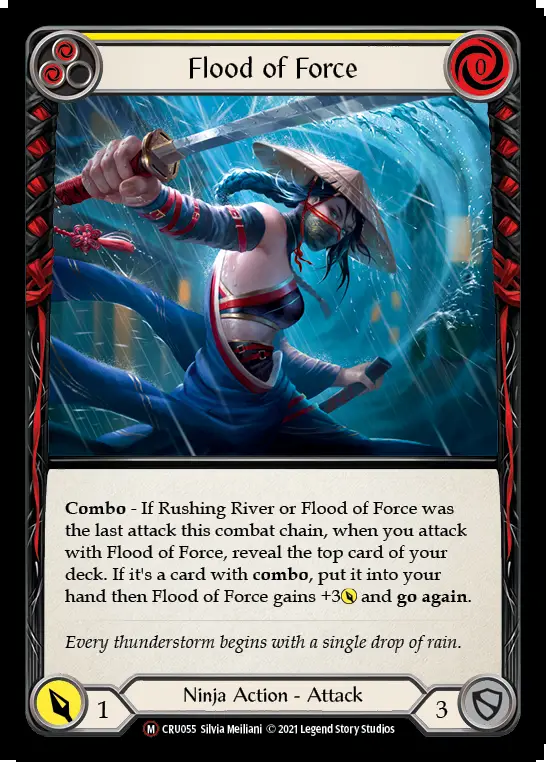 Flood of Force
0
Combo - If Rushing River or Flood of Force was
the last attack this combat chain, when you attack
with Flood of Force, reveal the top card of your
deck. If it's a card with combo, put it into your
hand then Flood of Force gains +3 and go again.
Every thunderstorm begins with a single drop of rain.
1
Ninja Action - Attack
3
M CRU055 Silvia Meiliani © 2021 Legend Story Studios